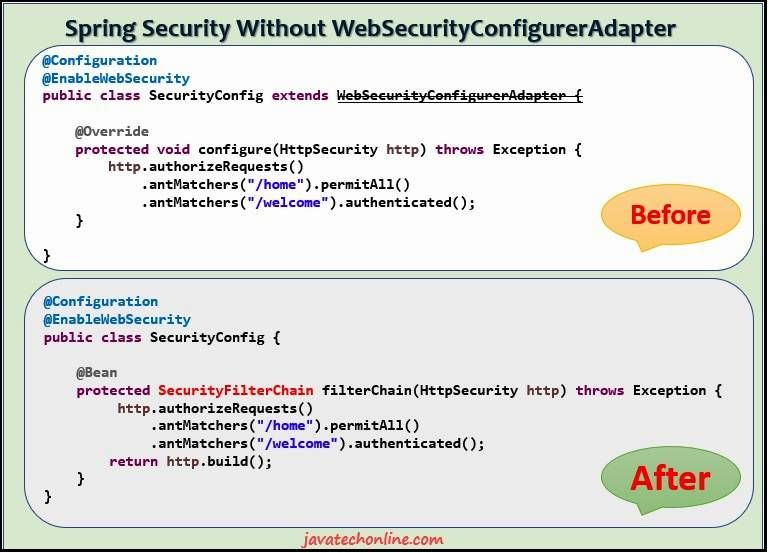 Spring Security Without WebSecurityConfigurerAdapter
@Configuration
@EnableWebSecurity
public class SecurityConfig extends WebSecurityConfigurerAdapter {
@Override
protected void configure(HttpSecurity http) throws Exception {
http.authorizeRequests()
.antMatchers("/home").permitAll()
.antMatchers("/welcome").authenticated();
}
Before
}
@Configuration
@EnableWebSecurity
public class SecurityConfig {
@Bean
protected SecurityFilterChain filterChain(HttpSecurity http) throws Exception {
http.authorizeRequests()
.antMatchers("/home").permitAll()
.antMatchers("/welcome").authenticated();
return http.build();
}
After
}
javatechonline.com